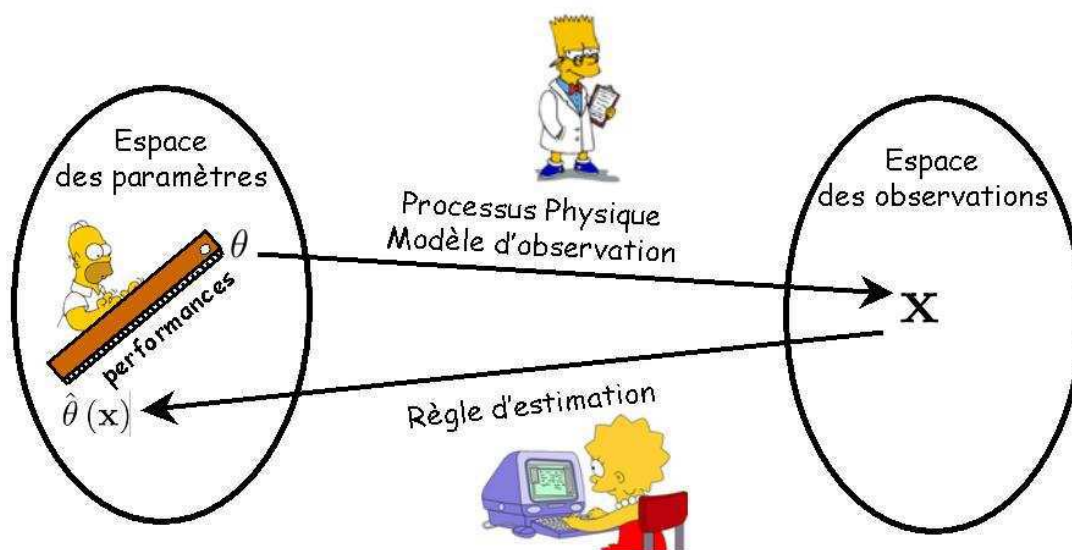 Espace
des paramètres
θ
performances
θ̂ (x)
Processus Physique
Modèle d'observation
Règle d'estimation
Espace
des observations
x